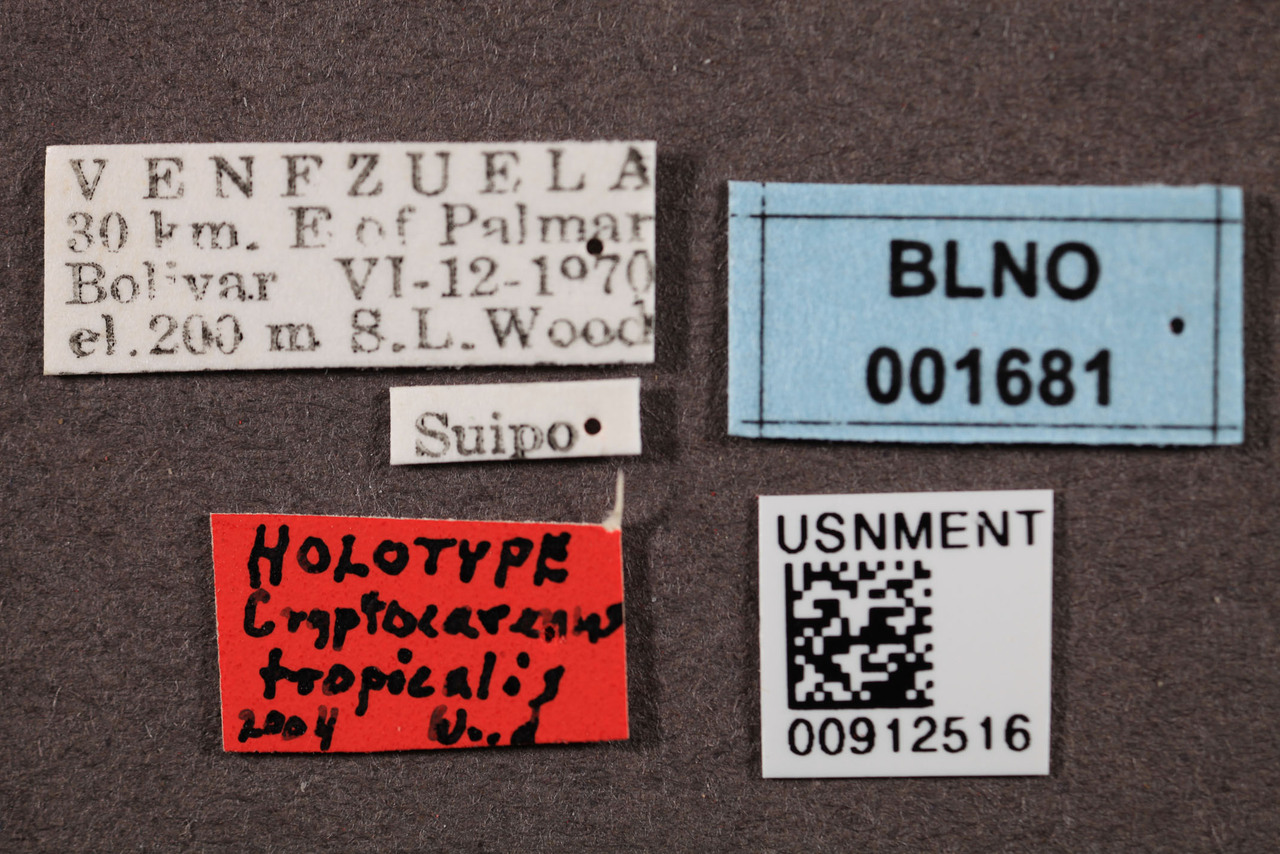 VENEZUELA
30 km. E of Palmar
Bolivar VI-12-1970
el. 200 m S.L.Wood
Suipo
HOLOTYPE
Cryptocarenus
tropicalis
2004
BLNO
001681
USNMENT
00912516